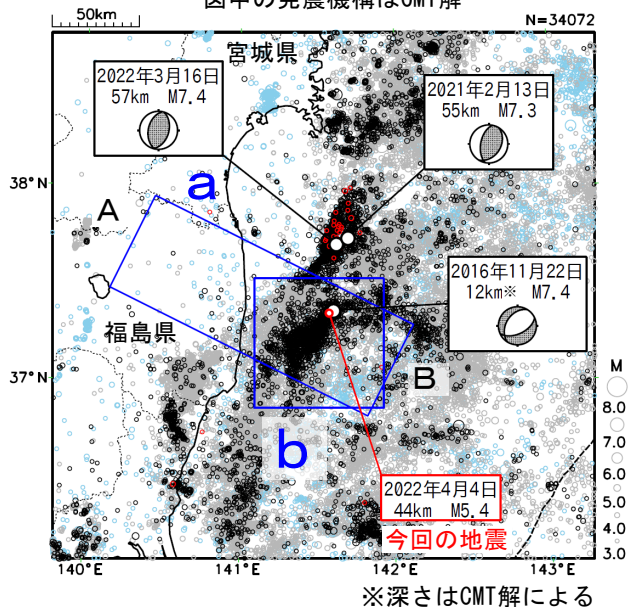 図中の発震機構はCMT解
50km
N=34072
宮城県
2022年3月16日
57km M7.4
2021年2月13日
55km M7.3
38°N
a
A
2016年11月22日
12km※ M7.4
福島県
37°N
B
b
M
8.0
7.0
6.0
5.0
4.0
3.0
2022年4月4日
44km M5.4
今回の地震
140°E
141°E
142°E
143°E
※深さはCMT解による